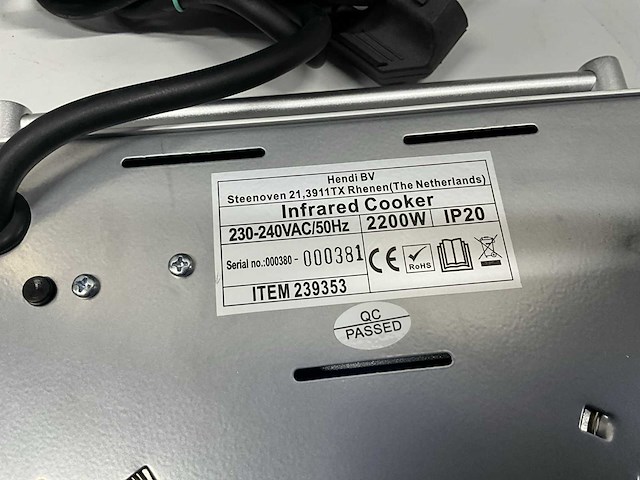 Hendi BV
Steenoven 21,3911TX Rhenen(The Netherlands)
Infrared Cooker
230-240VAC/50Hz 2200W IP20
Serial no.:000380- 000381
CE RoHS
ITEM 239353
QC
PASSED